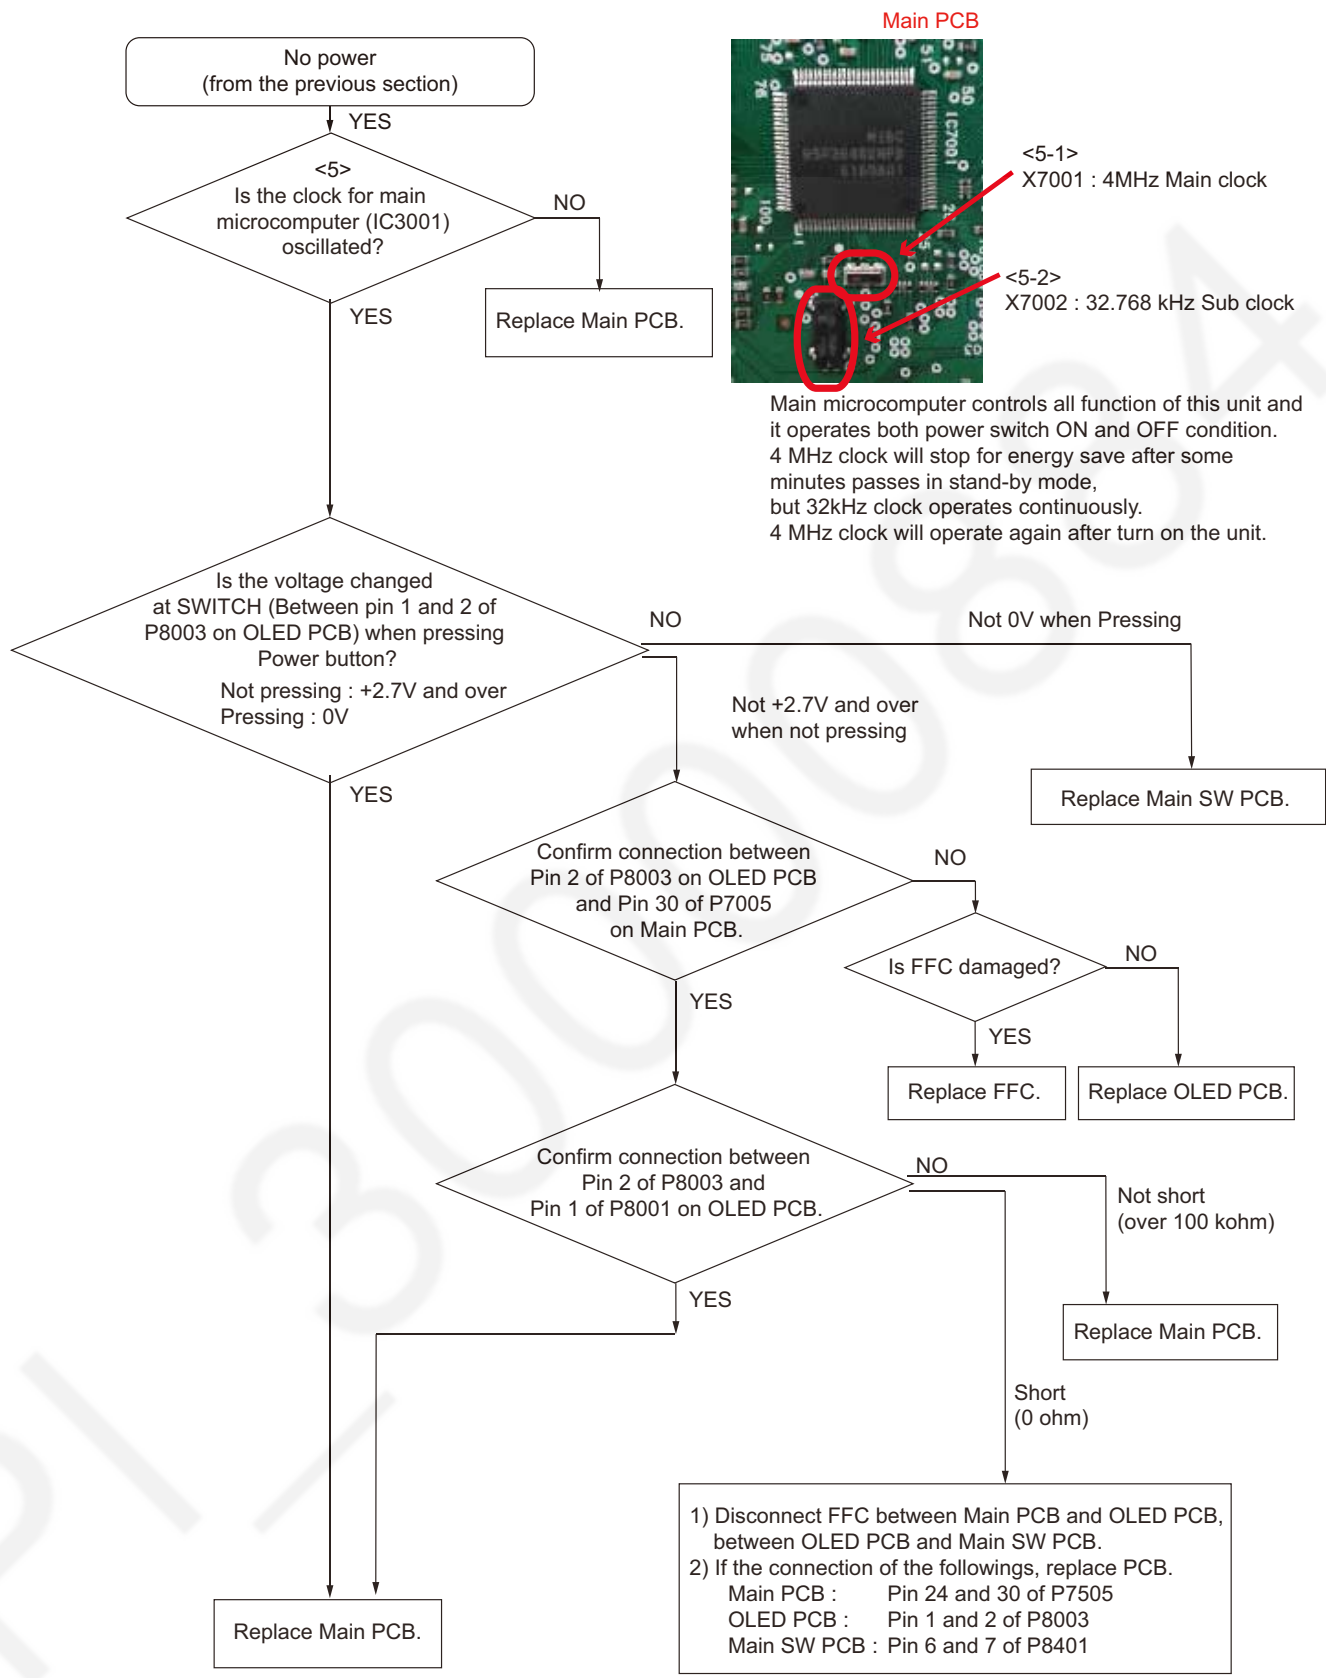 Main PCB
No power
(from the previous section)
YES
<5>
Is the clock for main
microcomputer (IC3001)
oscillated?
NO
YES
Replace Main PCB.
75
51
76
50
IC7001
100
<5-1>
X7001 : 4MHz Main clock
<5-2>
X7002 : 32.768 kHz Sub clock
Main microcomputer controls all function of this unit and
it operates both power switch ON and OFF condition.
4 MHz clock will stop for energy save after some
minutes passes in stand-by mode,
but 32kHz clock operates continuously.
4 MHz clock will operate again after turn on the unit.
Is the voltage changed
at SWITCH (Between pin 1 and 2 of
P8003 on OLED PCB) when pressing
Power button?
Not pressing : +2.7V and over
Pressing : 0V
NO
Not 0V when Pressing
Not +2.7V and over
when not pressing
YES
Replace Main SW PCB.
Confirm connection between
Pin 2 of P8003 on OLED PCB
and Pin 30 of P7005
on Main PCB.
NO
Is FFC damaged?
NO
YES
YES
Replace FFC.
Replace OLED PCB.
Confirm connection between
Pin 2 of P8003 and
Pin 1 of P8001 on OLED PCB.
NO
Not short
(over 100 kohm)
YES
Replace Main PCB.
Short
(0 ohm)
1) Disconnect FFC between Main PCB and OLED PCB,
between OLED PCB and Main SW PCB.
2) If the connection of the followings, replace PCB.
Main PCB : Pin 24 and 30 of P7505
OLED PCB : Pin 1 and 2 of P8003
Main SW PCB : Pin 6 and 7 of P8401
Replace Main PCB.